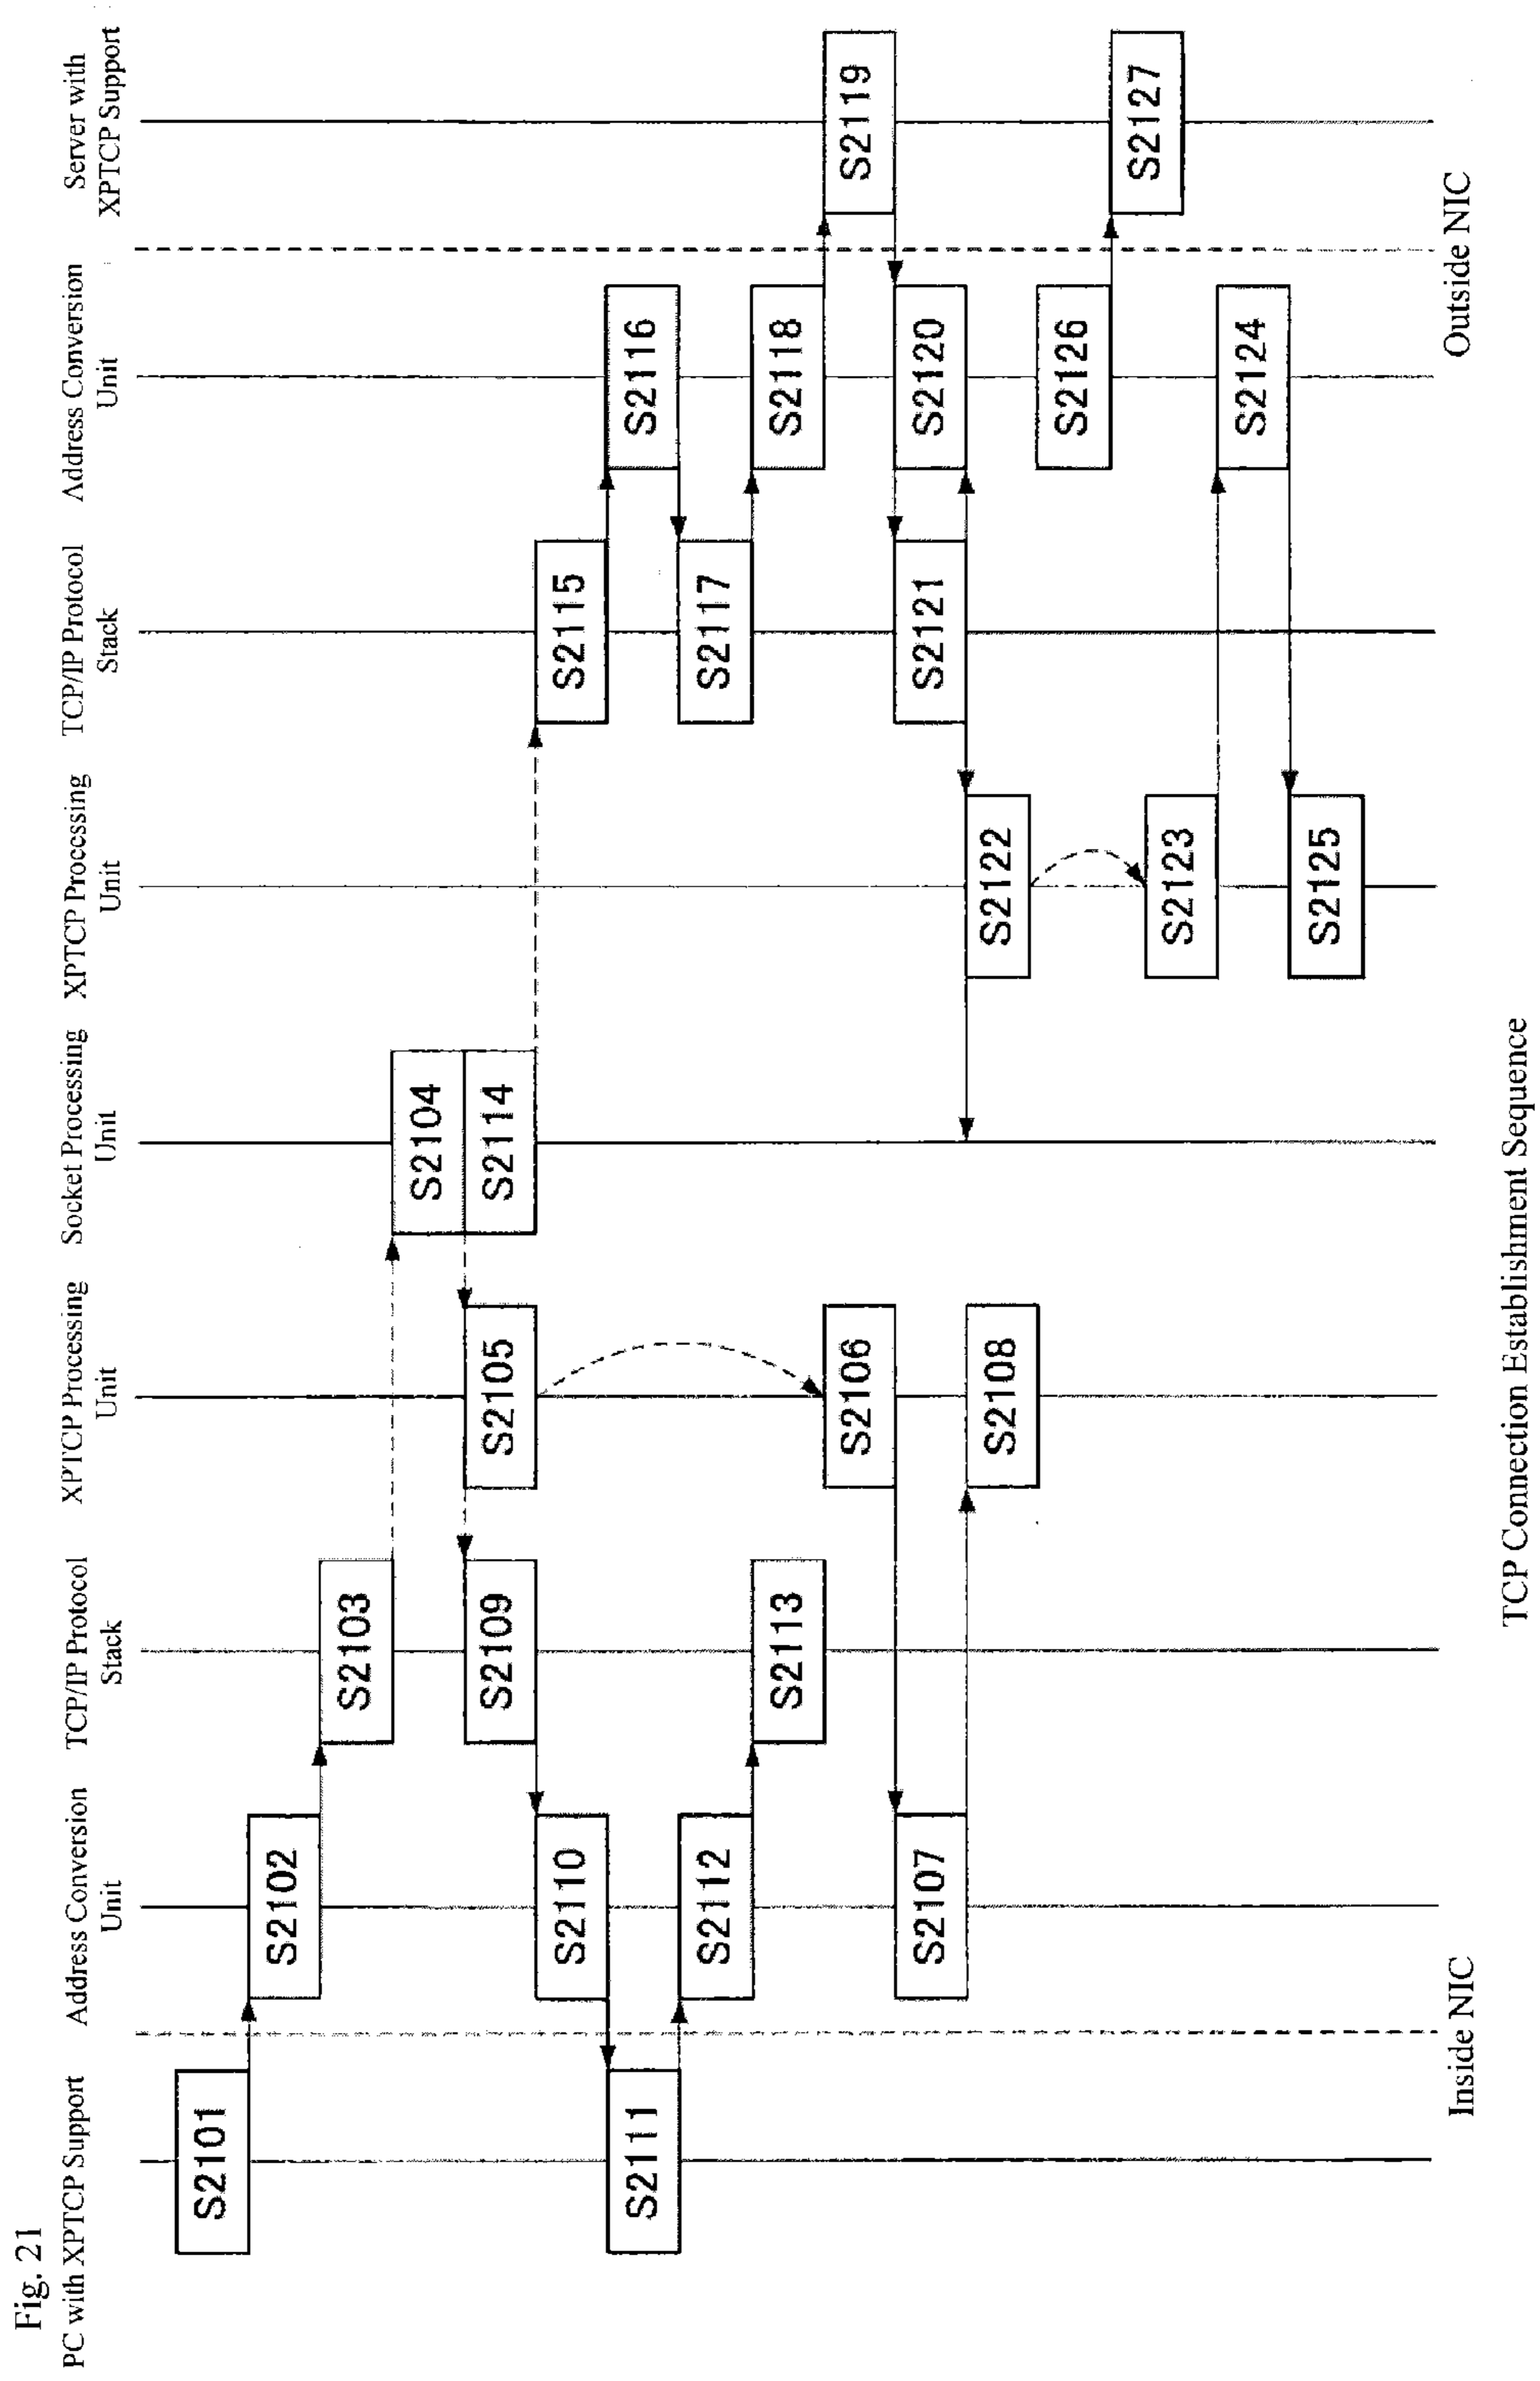 Fig. 21
PC with XPTCP Support
Address Conversion
Unit
TCP/IP Protocol
Stack
XPTCP Processing
Unit
Socket Processing
Unit
XPTCP Processing
Unit
TCP/IP Protocol
Stack
Address Conversion
Unit
Server with
XPTCP Support
S2101
S2102
S2103
S2104
S2105
S2109
S2114
S2110
S2115
S2111
S2116
S2112
S2117
S2113
S2118
S2106
S2119
S2107
S2121
S2120
S2108
S2122
S2126
S2127
S2123
S2124
S2125
Inside NIC
Outside NIC
TCP Connection Establishment Sequence